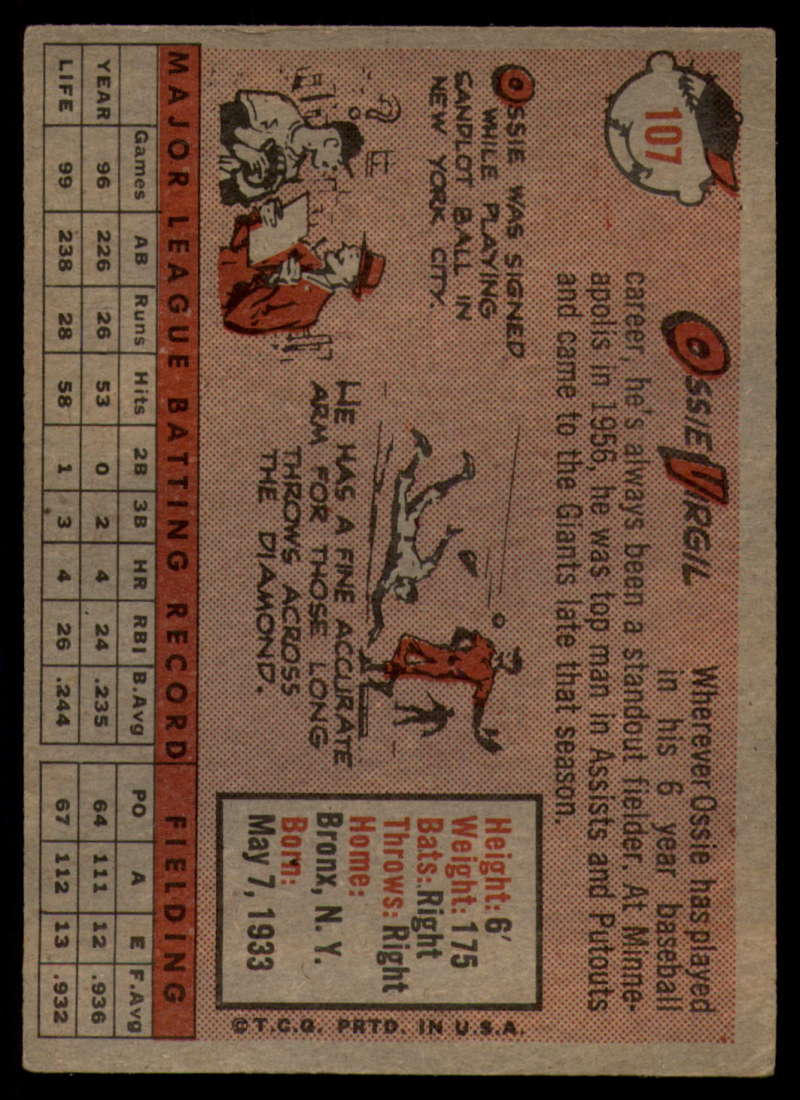 107
OSSIE VIRGIL
Wherever Ossie has played
in his 6 year baseball
career, he's always been a standout fielder. At Minne-
apolis in 1956, he was top man in Assists and Putouts
and came to the Giants late that season.
OSSIE WAS SIGNED
WHILE PLAYING
SANDLOT BALL IN
NEW YORK CITY.
HE HAS A FINE ACCURATE
ARM FOR THOSE LONG
THROWS ACROSS
THE DIAMOND.
Height: 6'
Weight: 175
Bats: Right
Throws: Right
Home:
Bronx, N. Y.
Born:
May 7, 1933
©T.C.G. PRTD. IN U.S.A.
MAJOR LEAGUE BATTING RECORD FIELDING
Games AB Runs Hits 2B 3B HR RBI B.Avg PO A E F.Avg
YEAR 96 226 26 53 0 2 4 24 .235 64 111 12 .936
LIFE 99 238 28 58 1 3 4 26 .244 67 112 13 .932